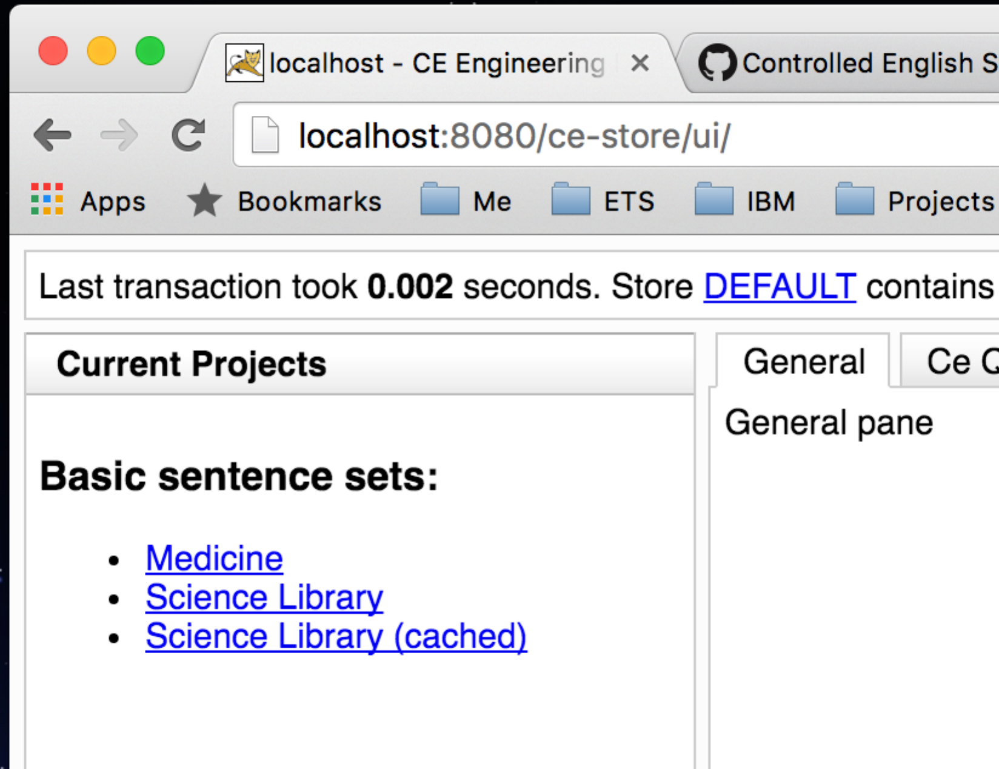 localhost - CE Engineering
Controlled English S
localhost:8080/ce-store/ui/
Apps Bookmarks Me ETS IBM Projects
Last transaction took 0.002 seconds. Store DEFAULT contains
Current Projects
General Ce Q
General pane
Basic sentence sets:
• Medicine
• Science Library
• Science Library (cached)